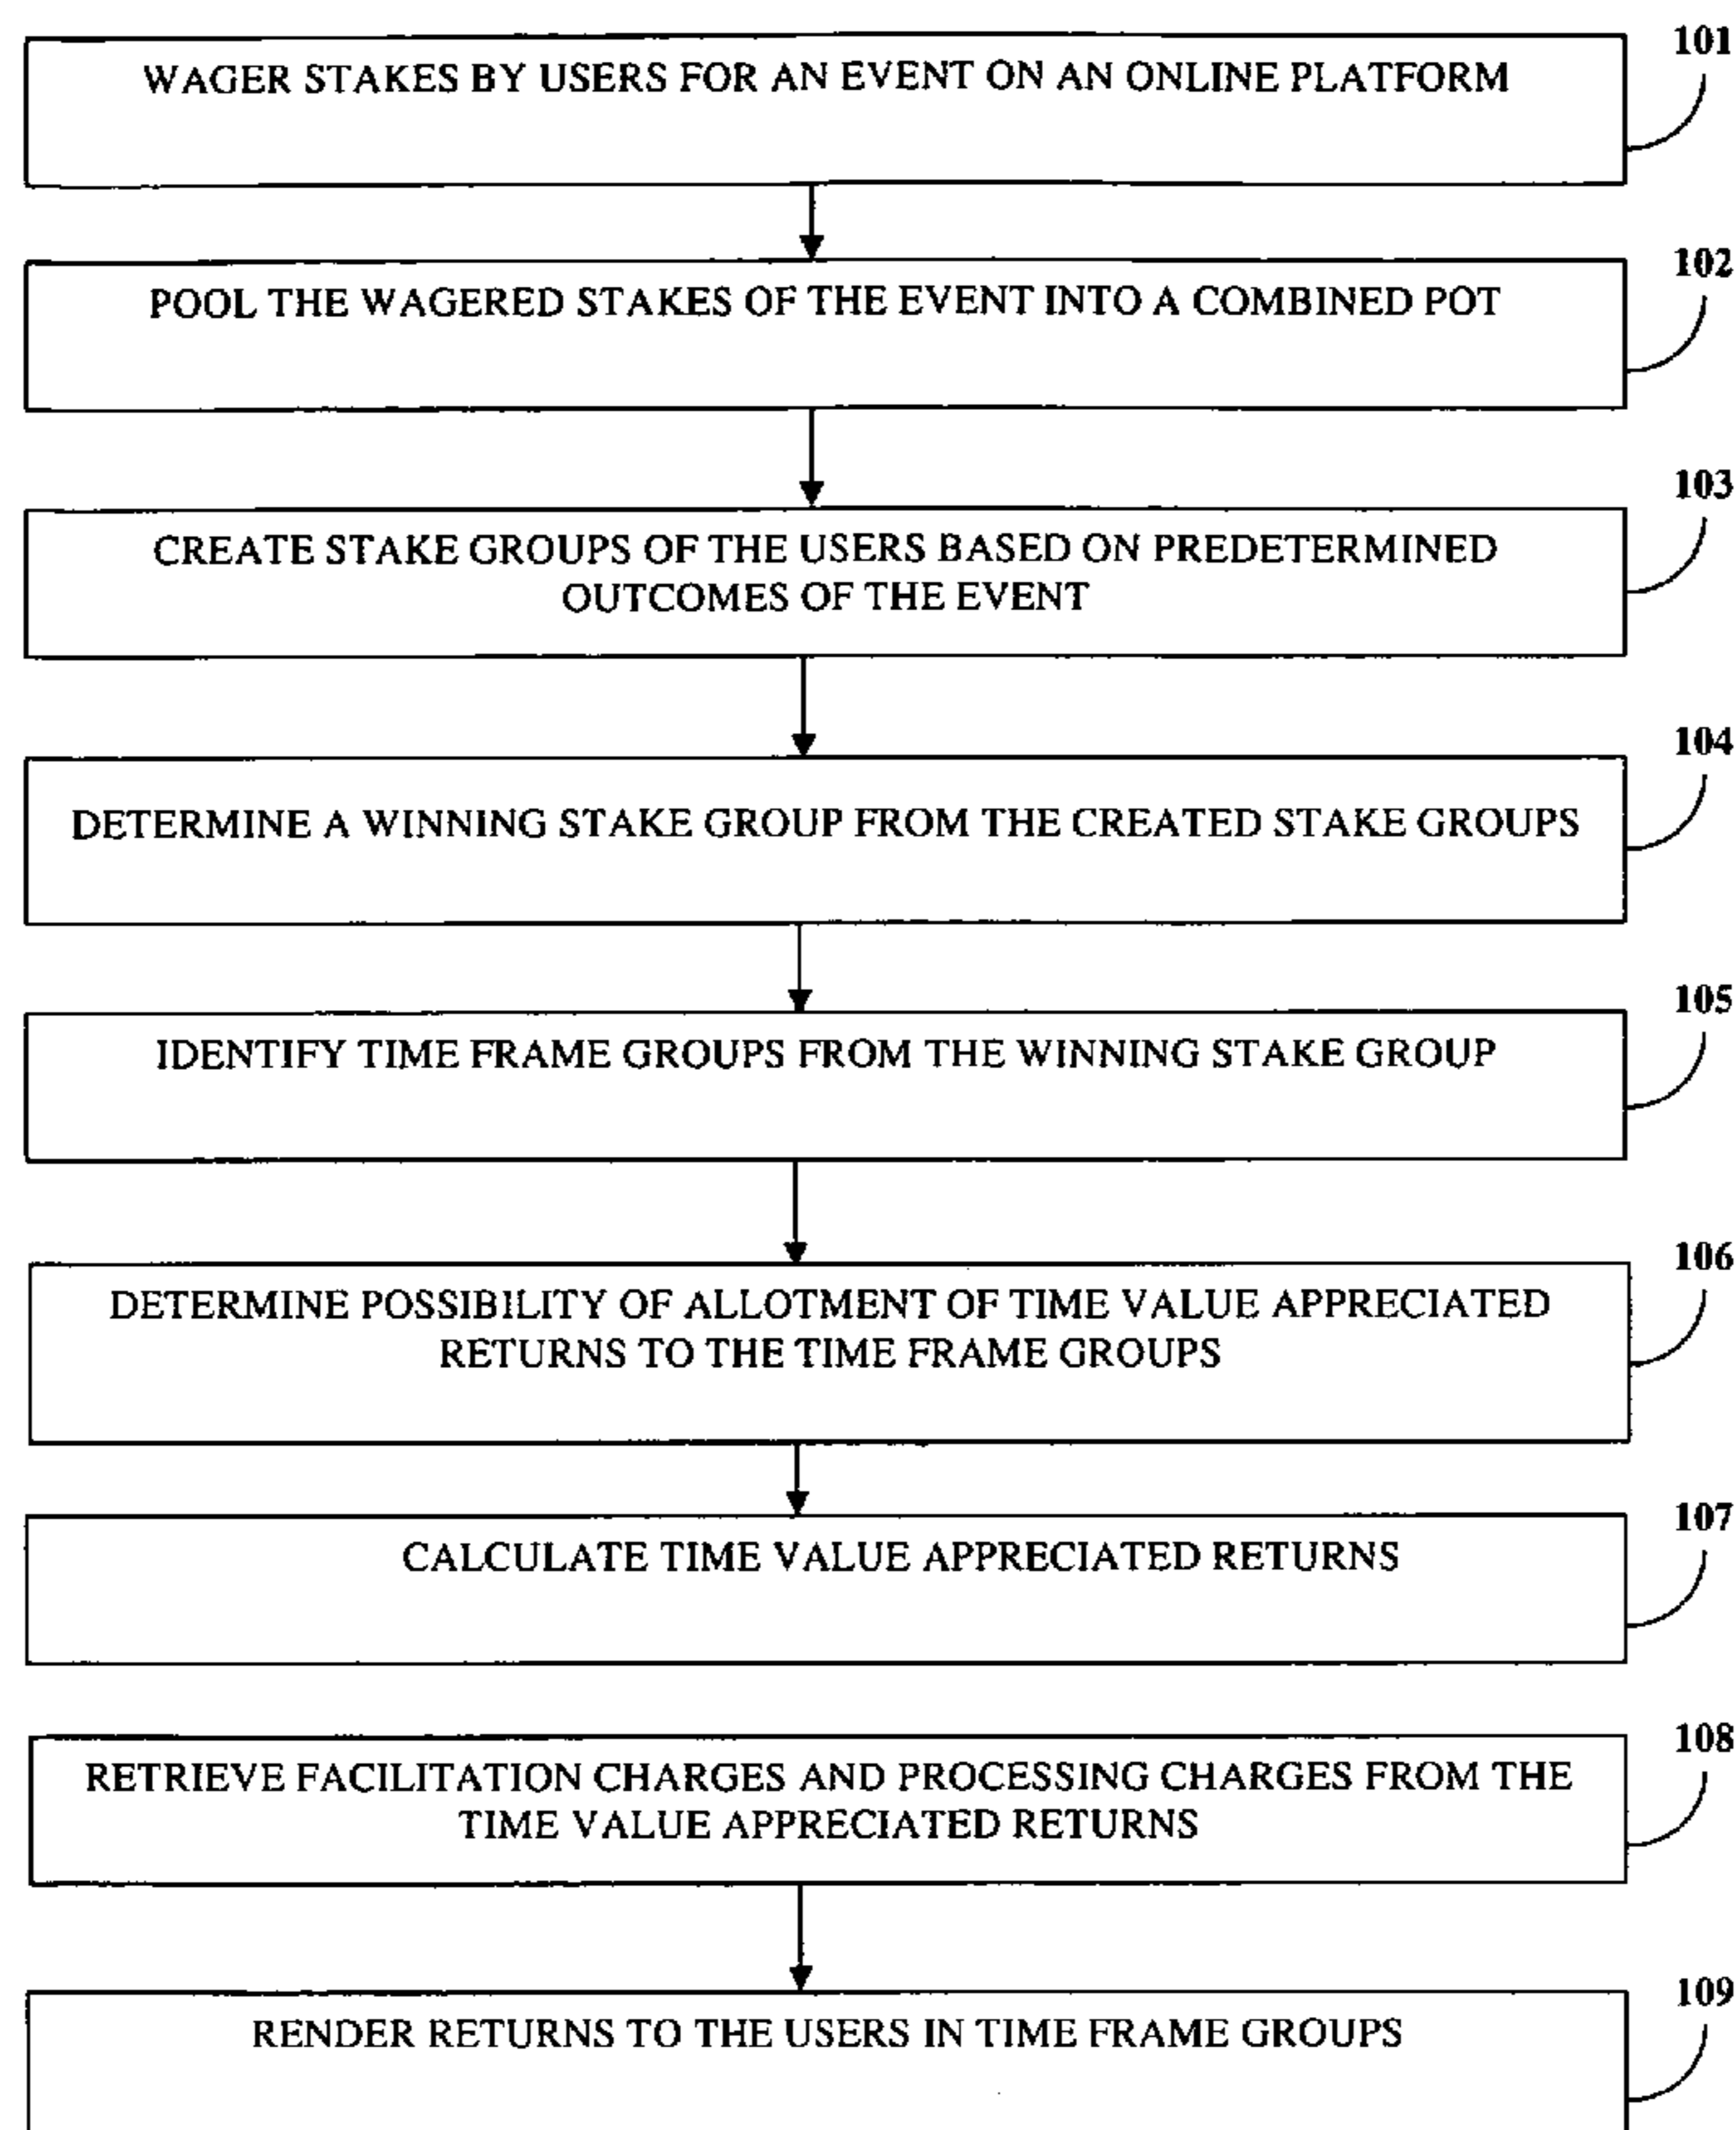 101
WAGER STAKES BY USERS FOR AN EVENT ON AN ONLINE PLATFORM
102
POOL THE WAGERED STAKES OF THE EVENT INTO A COMBINED POT
103
CREATE STAKE GROUPS OF THE USERS BASED ON PREDETERMINED
OUTCOMES OF THE EVENT
104
DETERMINE A WINNING STAKE GROUP FROM THE CREATED STAKE GROUPS
105
IDENTIFY TIME FRAME GROUPS FROM THE WINNING STAKE GROUP
106
DETERMINE POSSIBILITY OF ALLOTMENT OF TIME VALUE APPRECIATED
RETURNS TO THE TIME FRAME GROUPS
107
CALCULATE TIME VALUE APPRECIATED RETURNS
108
RETRIEVE FACILITATION CHARGES AND PROCESSING CHARGES FROM THE
TIME VALUE APPRECIATED RETURNS
109
RENDER RETURNS TO THE USERS IN TIME FRAME GROUPS